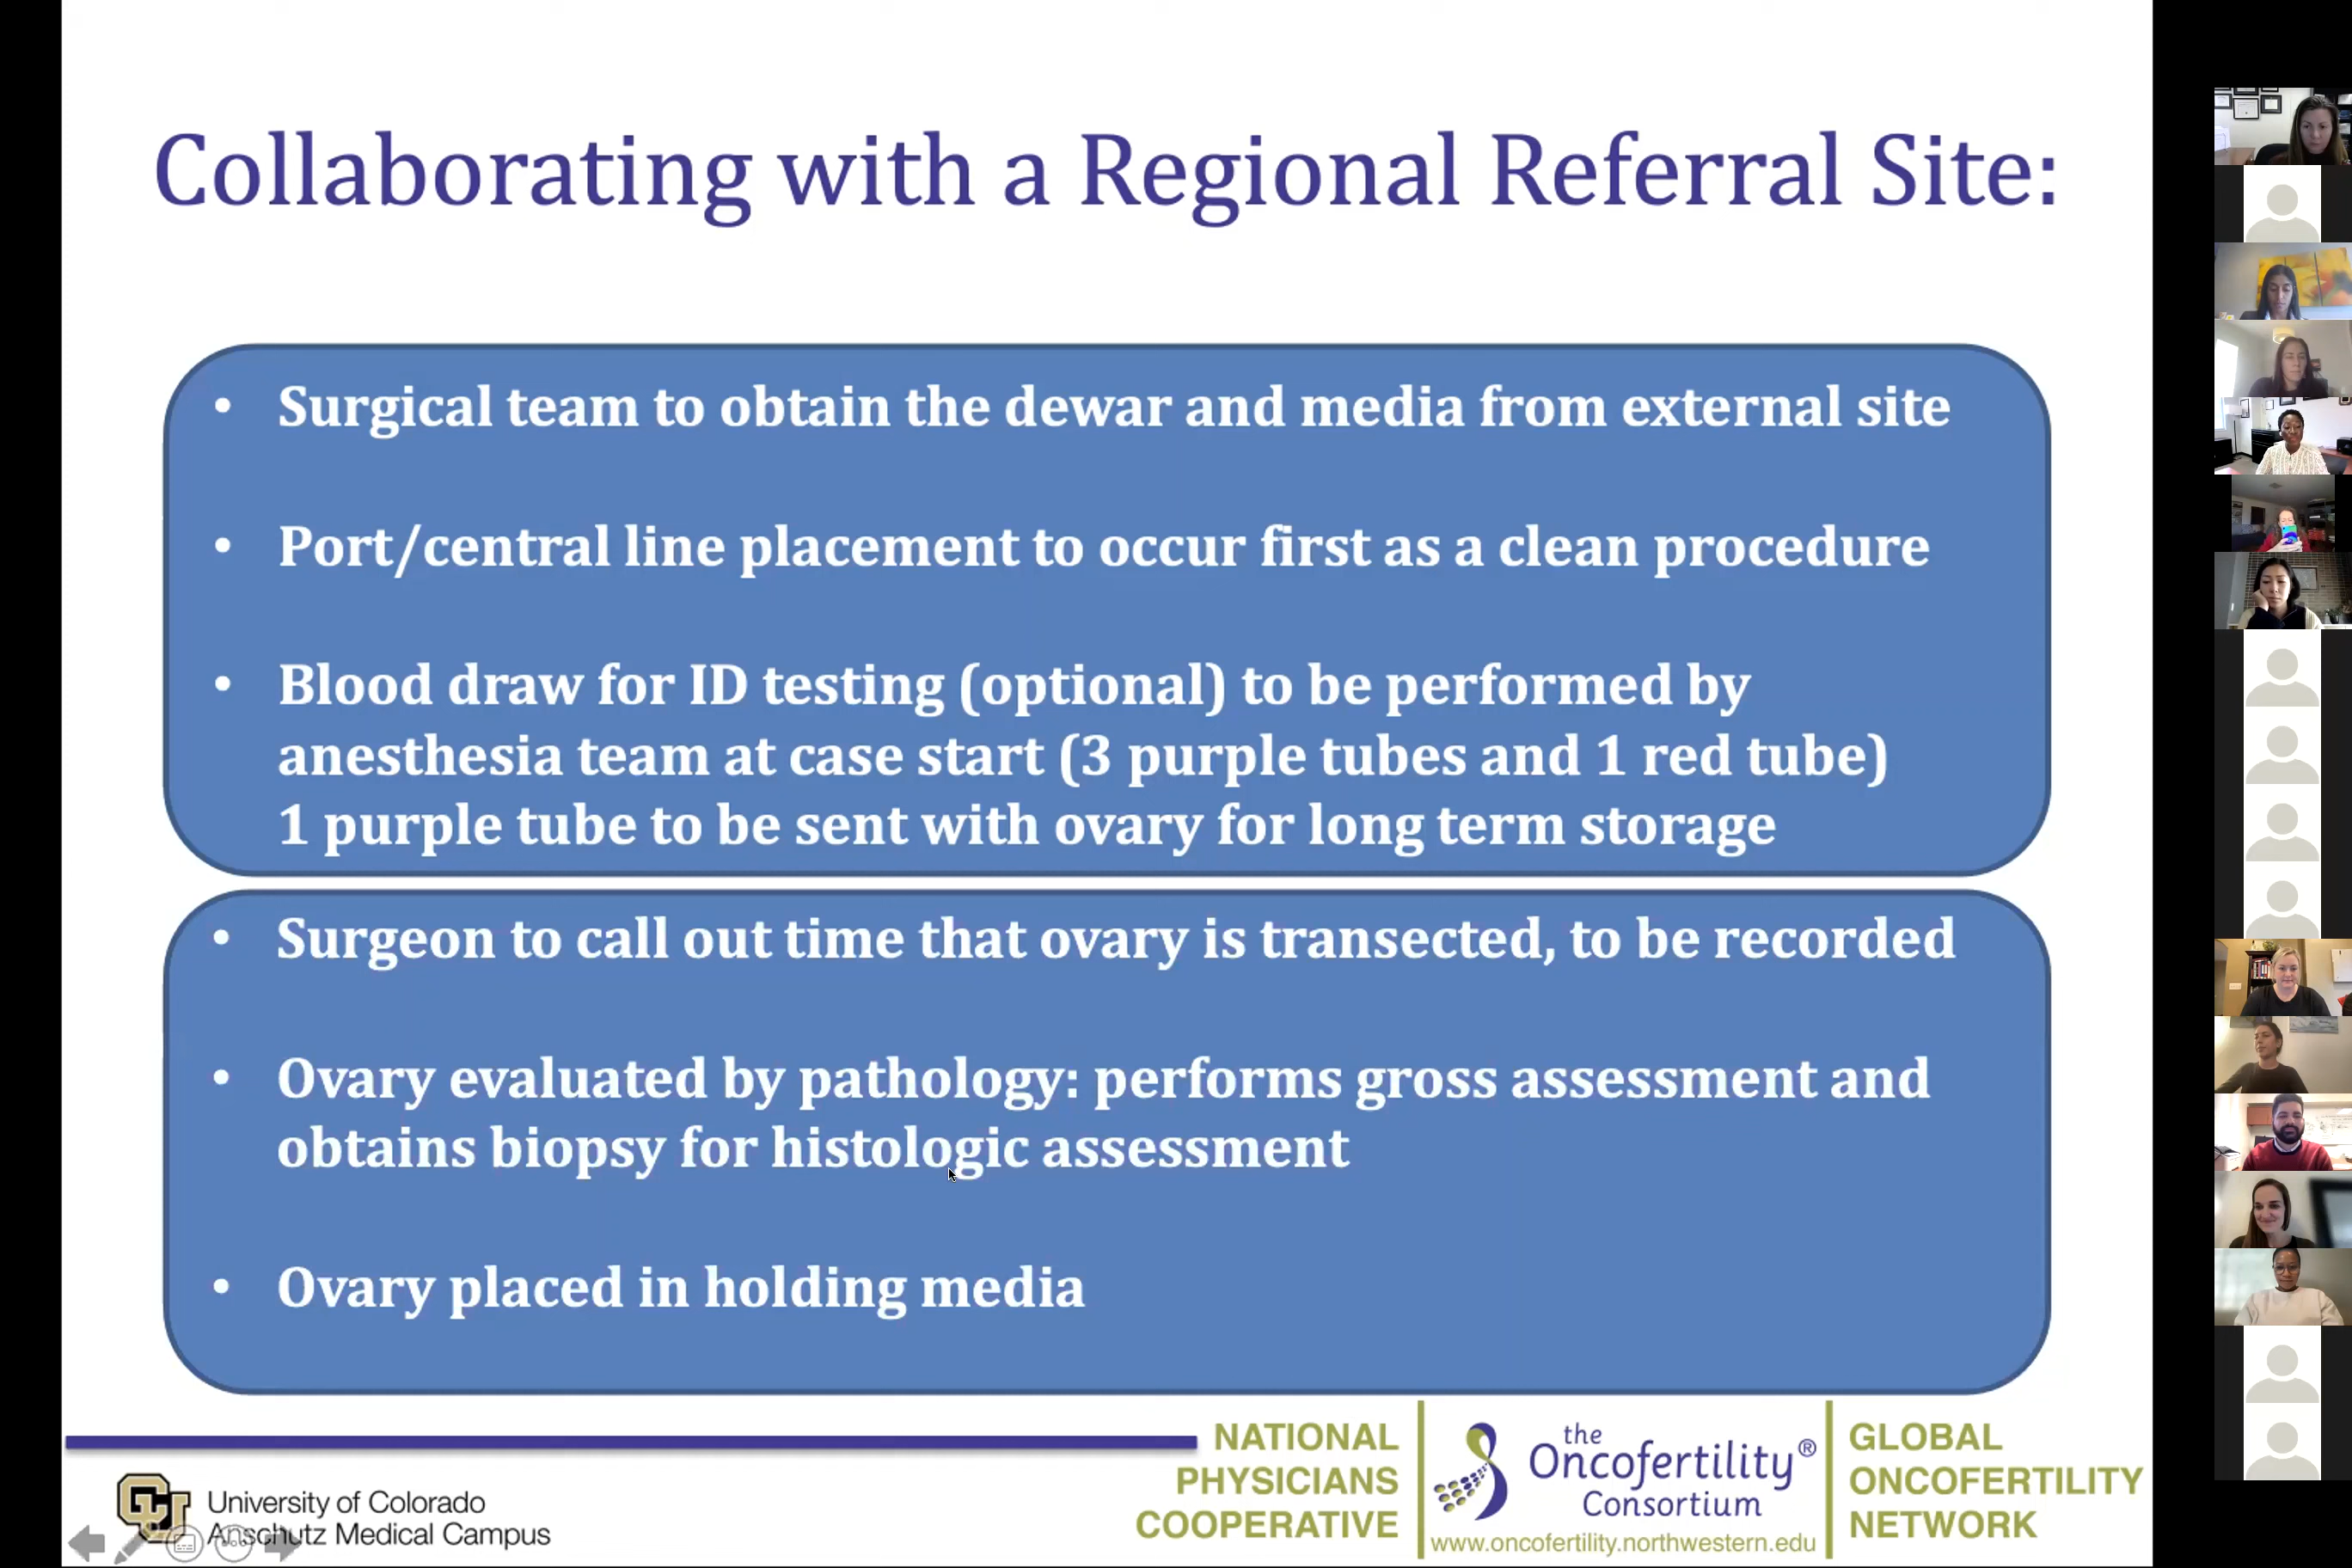 Collaborating with a Regional Referral Site:
• Surgical team to obtain the dewar and media from external site
• Port/central line placement to occur first as a clean procedure
• Blood draw for ID testing (optional) to be performed by
anesthesia team at case start (3 purple tubes and 1 red tube)
1 purple tube to be sent with ovary for long term storage
• Surgeon to call out time that ovary is transected, to be recorded
• Ovary evaluated by pathology: performs gross assessment and
obtains biopsy for histologic assessment
• Ovary placed in holding media
University of Colorado
Anschutz Medical Campus
NATIONAL
PHYSICIANS
COOPERATIVE
the
Oncofertility®
Consortium
www.oncofertility.northwestern.edu
GLOBAL
ONCOFERTILITY
NETWORK